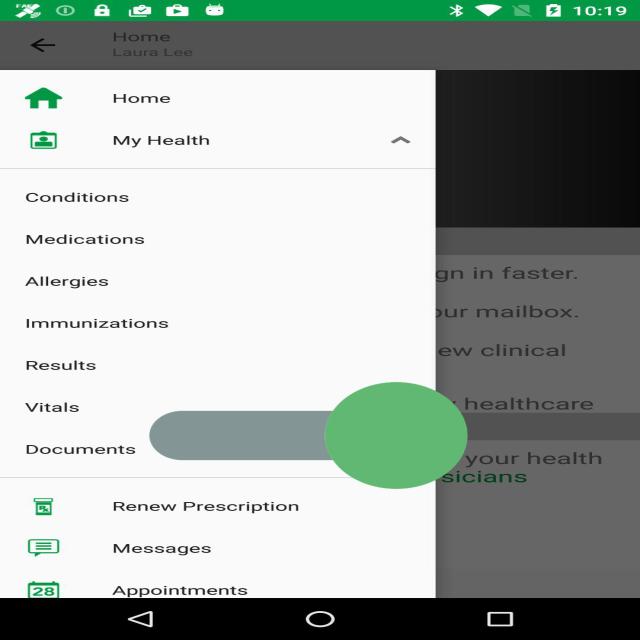 10:19
Home
Laura Lee
Home
My Health
Conditions
Medications
Allergies
Immunizations
Results
Vitals
Documents
Renew Prescription
Messages
28
Appointments
gn in faster.
our mailbox.
ew clinical
healthcare
your health
sicians